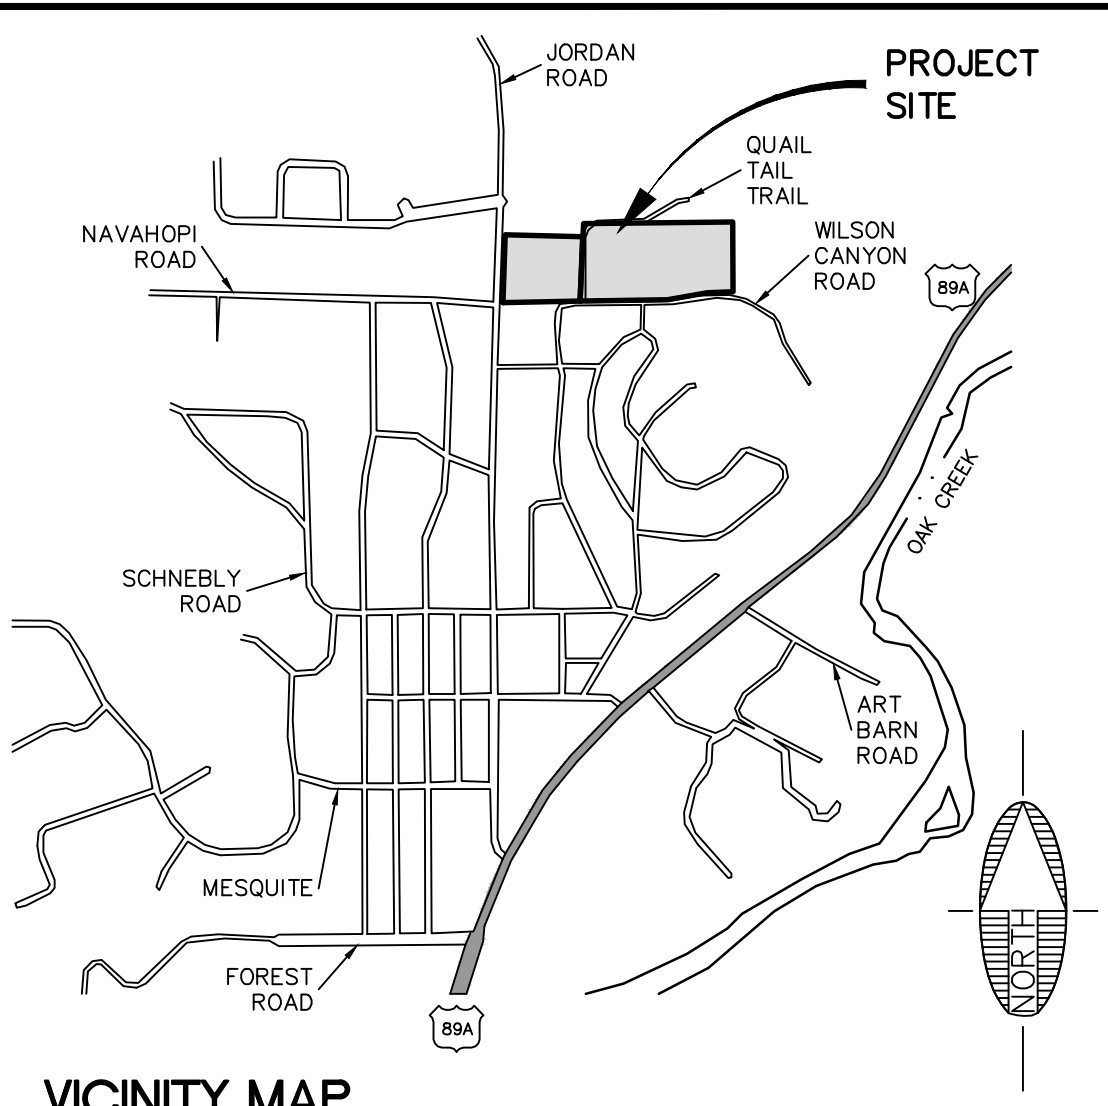 JORDAN
ROAD
PROJECT
SITE
QUAIL
TAIL
TRAIL
NAVAHOPI
ROAD
WILSON
CANYON
ROAD
89A
OAK CREEK
SCHNEBLY
ROAD
ART
BARN
ROAD
MESQUITE
NORTH
FOREST
ROAD
89A
VICINITY MAP